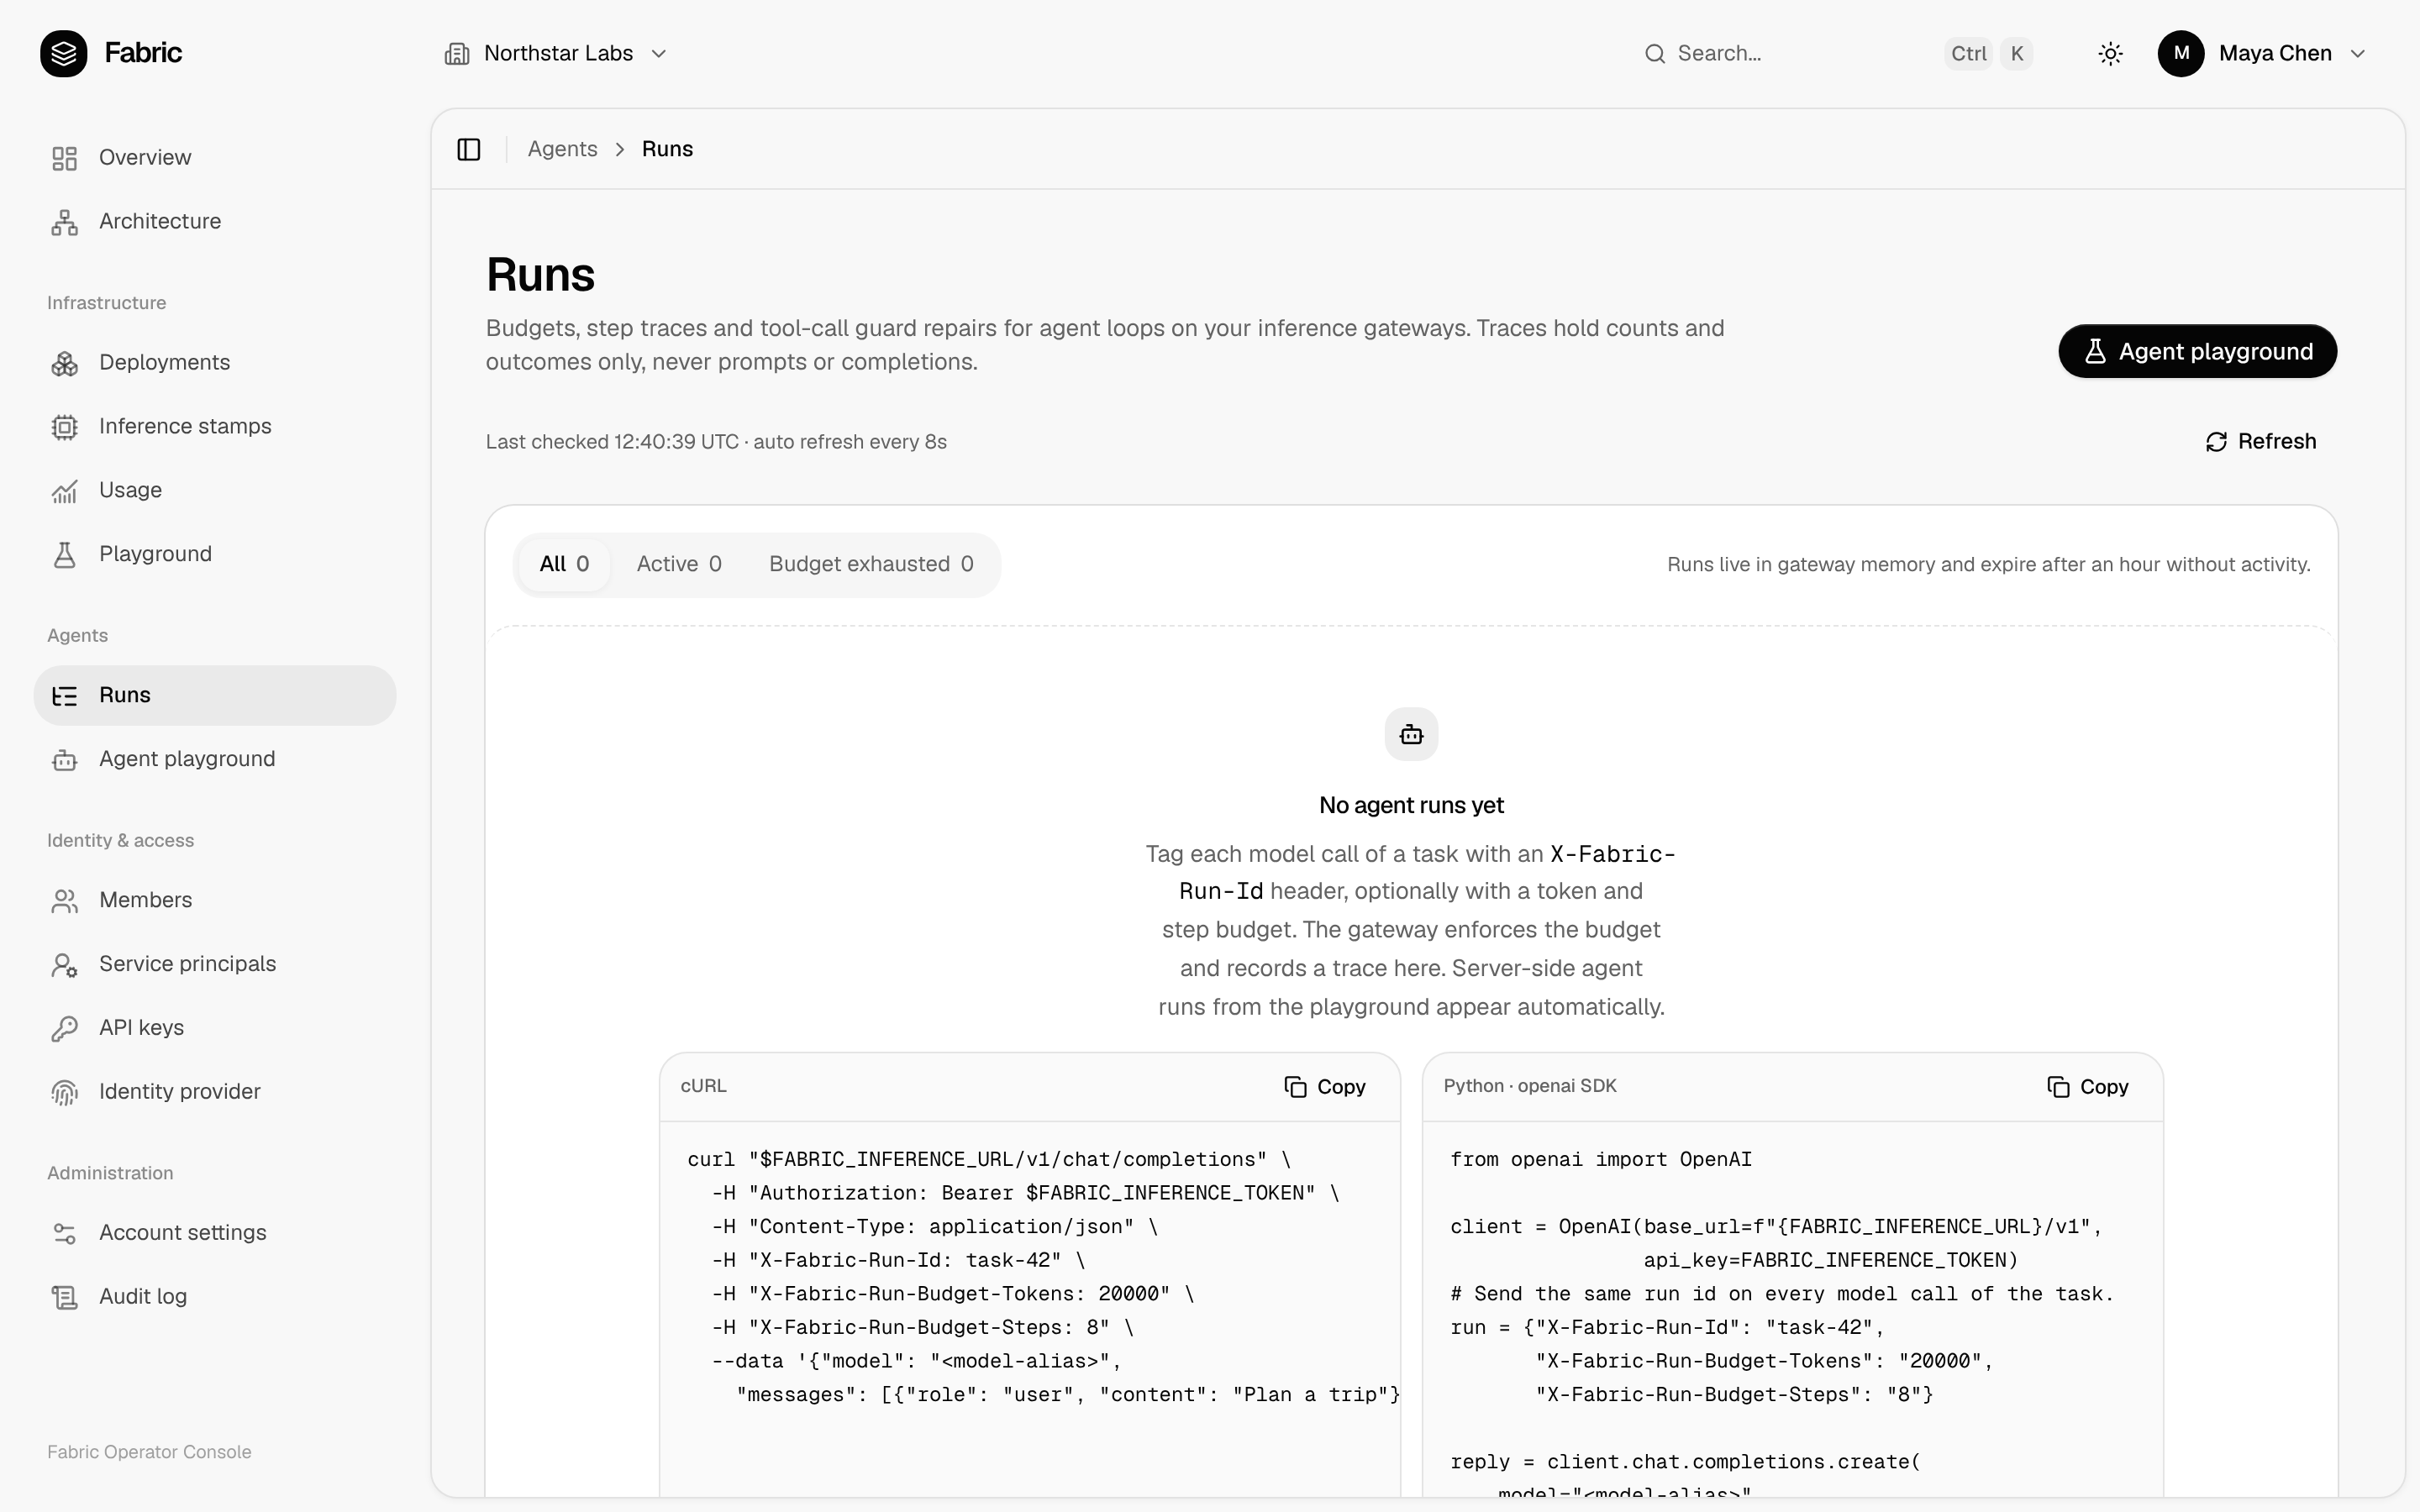 Fabric
Northstar Labs
Search...
Ctrl K
M
Maya Chen
Overview
Architecture
Infrastructure
Deployments
Inference stamps
Usage
Playground
Agents
Runs
Agent playground
Identity & access
Members
Service principals
API keys
Identity provider
Administration
Account settings
Audit log
Fabric Operator Console
Agents > Runs
Runs
Budgets, step traces and tool-call guard repairs for agent loops on your inference gateways. Traces hold counts and
outcomes only, never prompts or completions.
Agent playground
Last checked 12:40:39 UTC · auto refresh every 8s
Refresh
All 0
Active 0
Budget exhausted 0
Runs live in gateway memory and expire after an hour without activity.
No agent runs yet
Tag each model call of a task with an X-Fabric-
Run-Id header, optionally with a token and
step budget. The gateway enforces the budget
and records a trace here. Server-side agent
runs from the playground appear automatically.
cURL
Copy
curl "$FABRIC_INFERENCE_URL/v1/chat/completions" \
-H "Authorization: Bearer $FABRIC_INFERENCE_TOKEN" \
-H "Content-Type: application/json" \
-H "X-Fabric-Run-Id: task-42" \
-H "X-Fabric-Run-Budget-Tokens: 20000" \
-H "X-Fabric-Run-Budget-Steps: 8" \
--data '{"model": "<model-alias>",
"messages": [{"role": "user", "content": "Plan a trip"}
Python · openai SDK
Copy
from openai import OpenAI
client = OpenAI(base_url=f"{FABRIC_INFERENCE_URL}/v1",
api_key=FABRIC_INFERENCE_TOKEN)
# Send the same run id on every model call of the task.
run = {"X-Fabric-Run-Id": "task-42",
"X-Fabric-Run-Budget-Tokens": "20000",
"X-Fabric-Run-Budget-Steps": "8"}
reply = client.chat.completions.create(
model="<model-alias>"